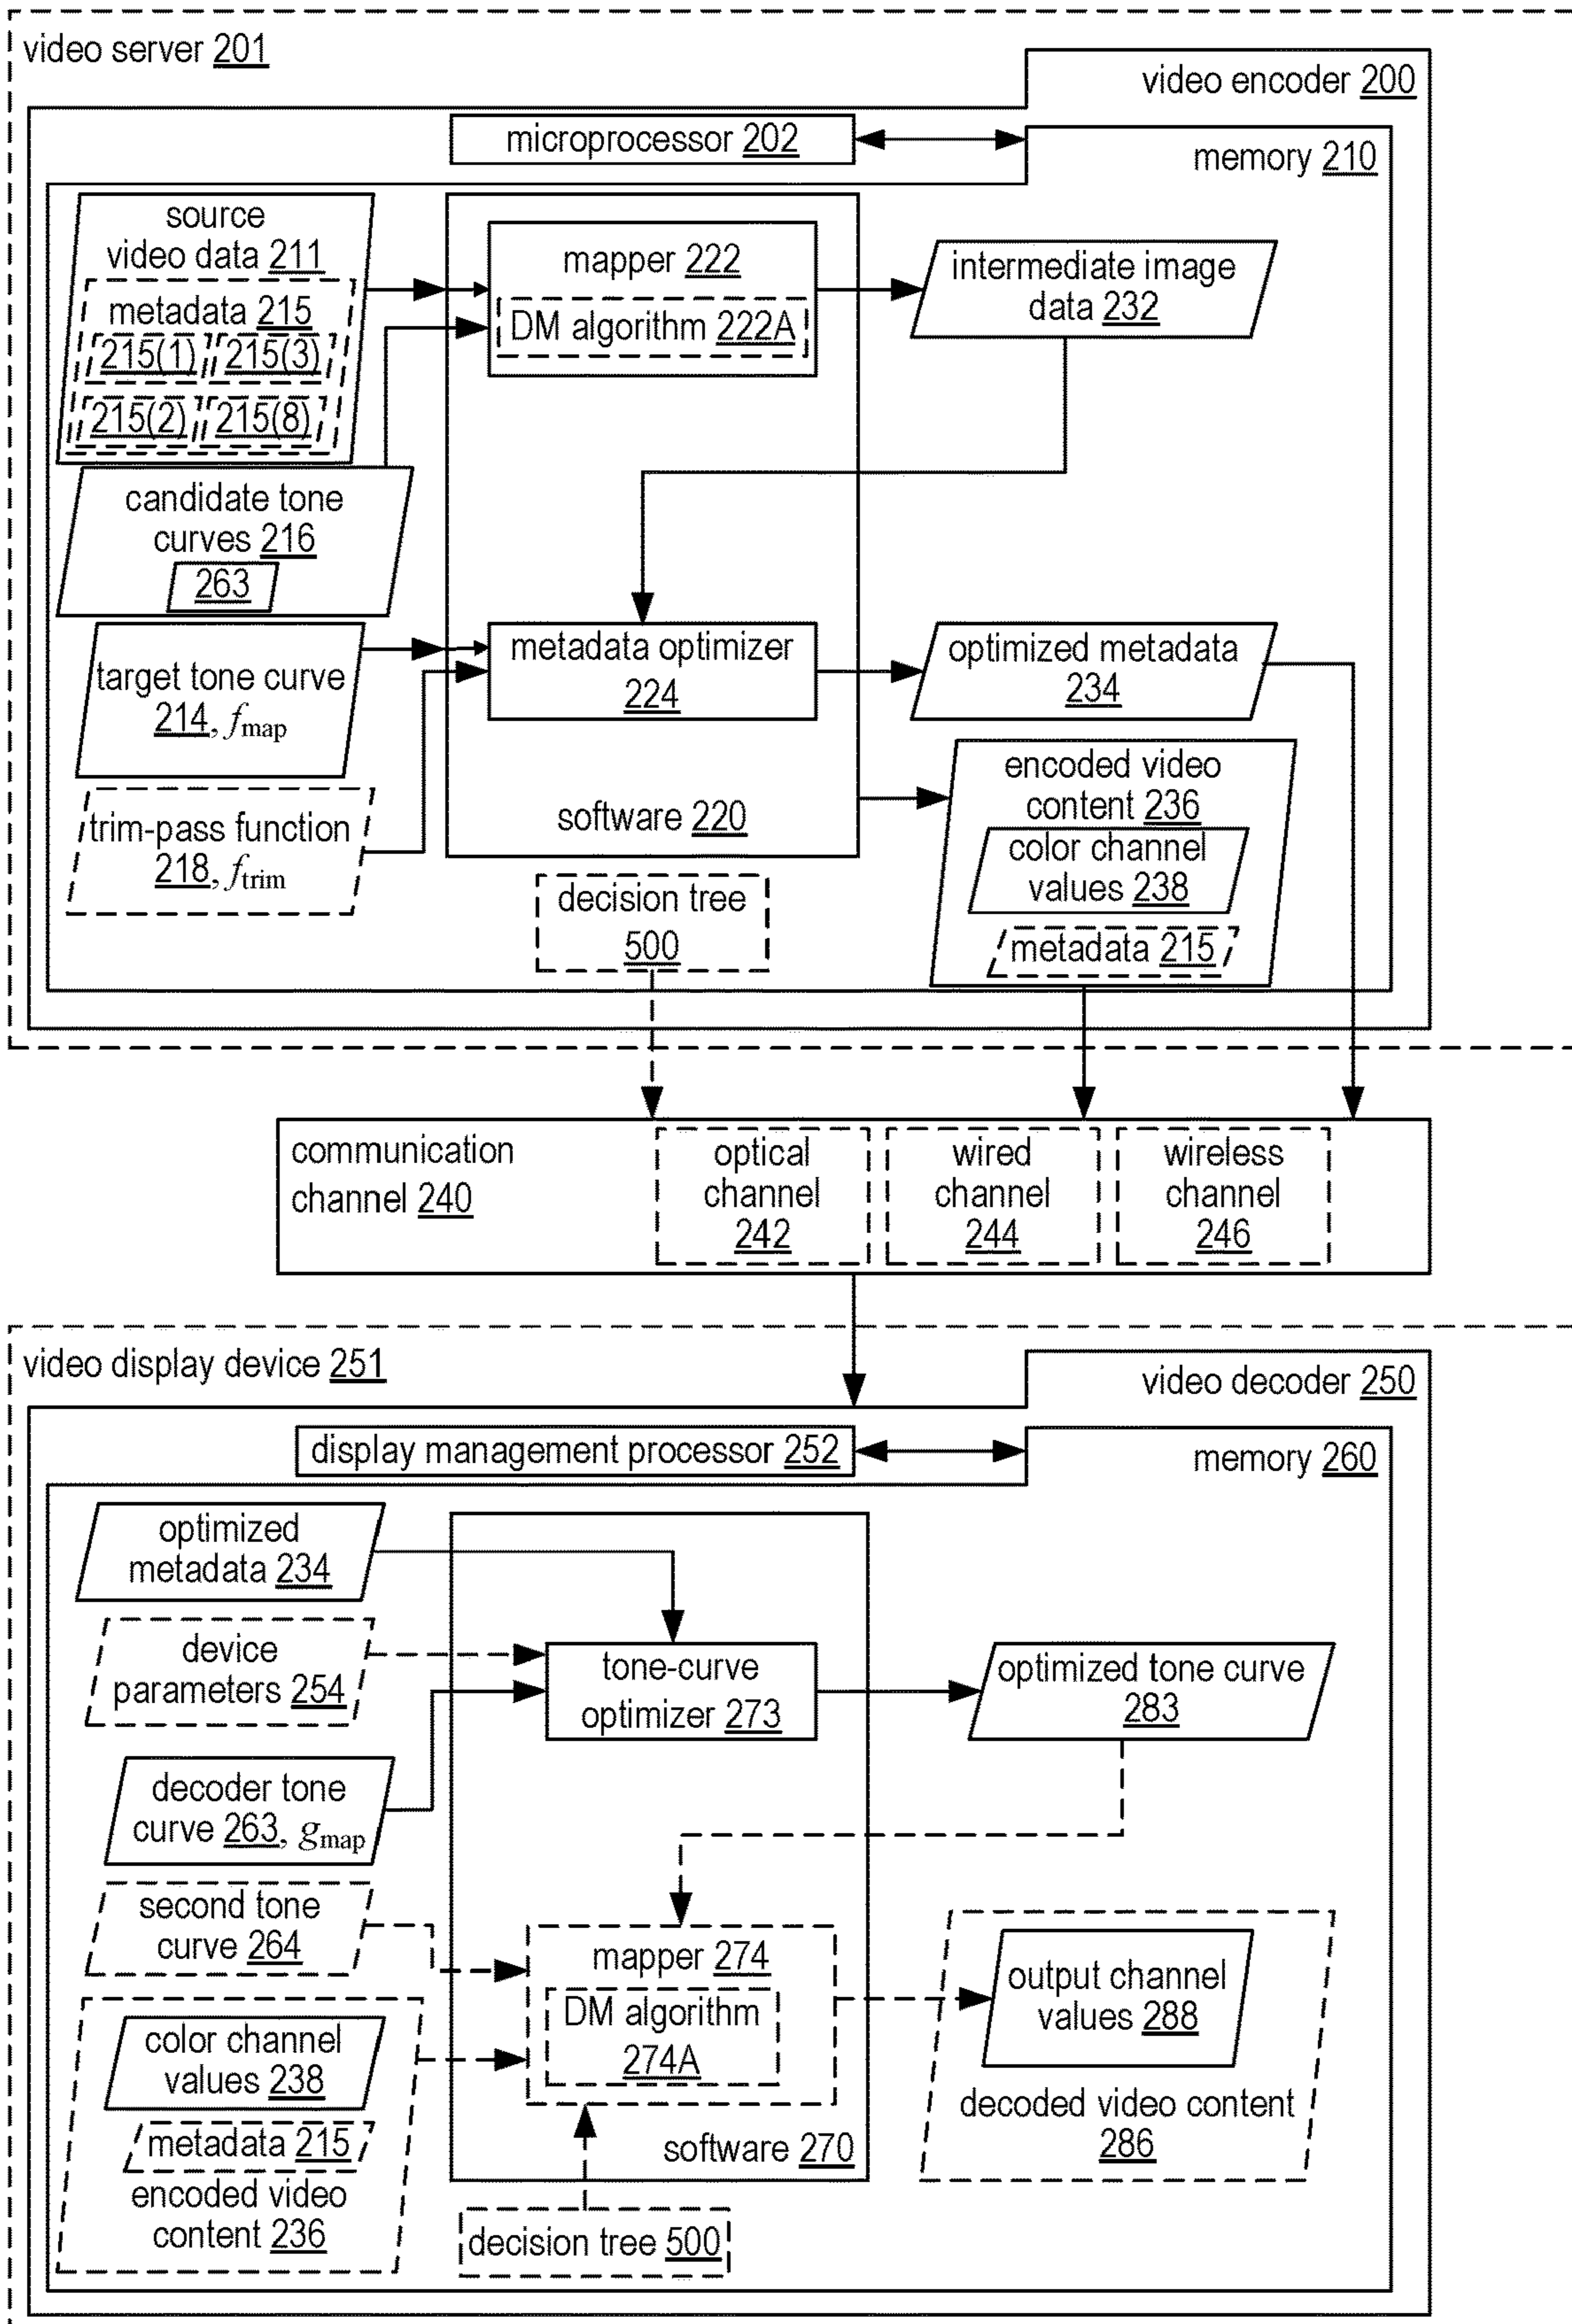 video server 201
video encoder 200
microprocessor 202
memory 210
source
video data 211
metadata 215
215(1) 215(3)
215(2) 215(8)
mapper 222
DM algorithm 222A
intermediate image
data 232
candidate tone
curves 216
263
target tone curve
214, fmap
metadata optimizer
224
optimized metadata
234
trim-pass function
218, ftrim
software 220
encoded video
content 236
color channel
values 238
metadata 215
decision tree
500
communication
channel 240
optical
channel
242
wired
channel
244
wireless
channel
246
video display device 251
video decoder 250
display management processor 252
memory 260
optimized
metadata 234
device
parameters 254
tone-curve
optimizer 273
optimized tone curve
283
decoder tone
curve 263, gmap
second tone
curve 264
mapper 274
DM algorithm
274A
output channel
values 288
decoded video content
286
color channel
values 238
metadata 215
encoded video
content 236
software 270
decision tree 500